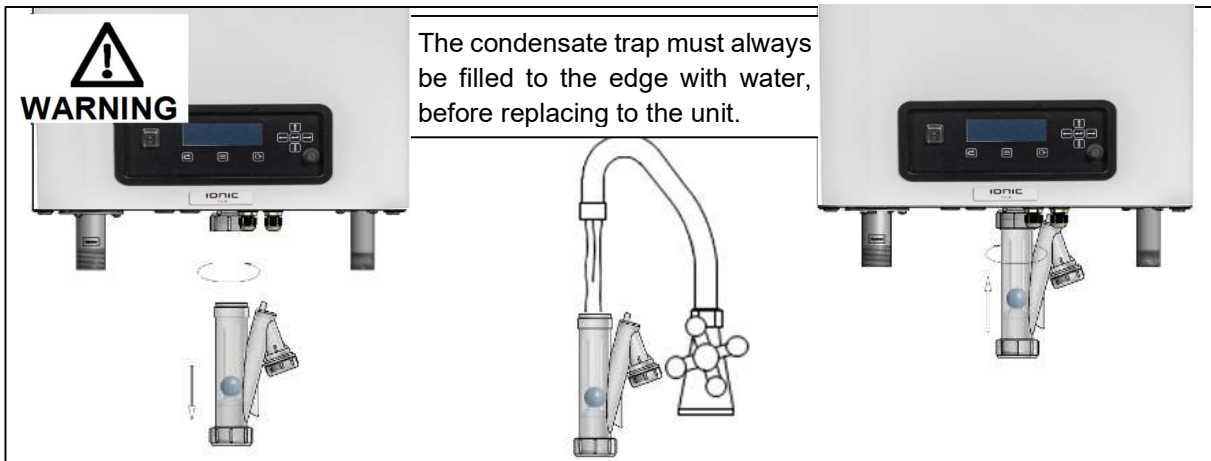 WARNING
The condensate trap must always
be filled to the edge with water,
before replacing to the unit.
IONIC
IONIC